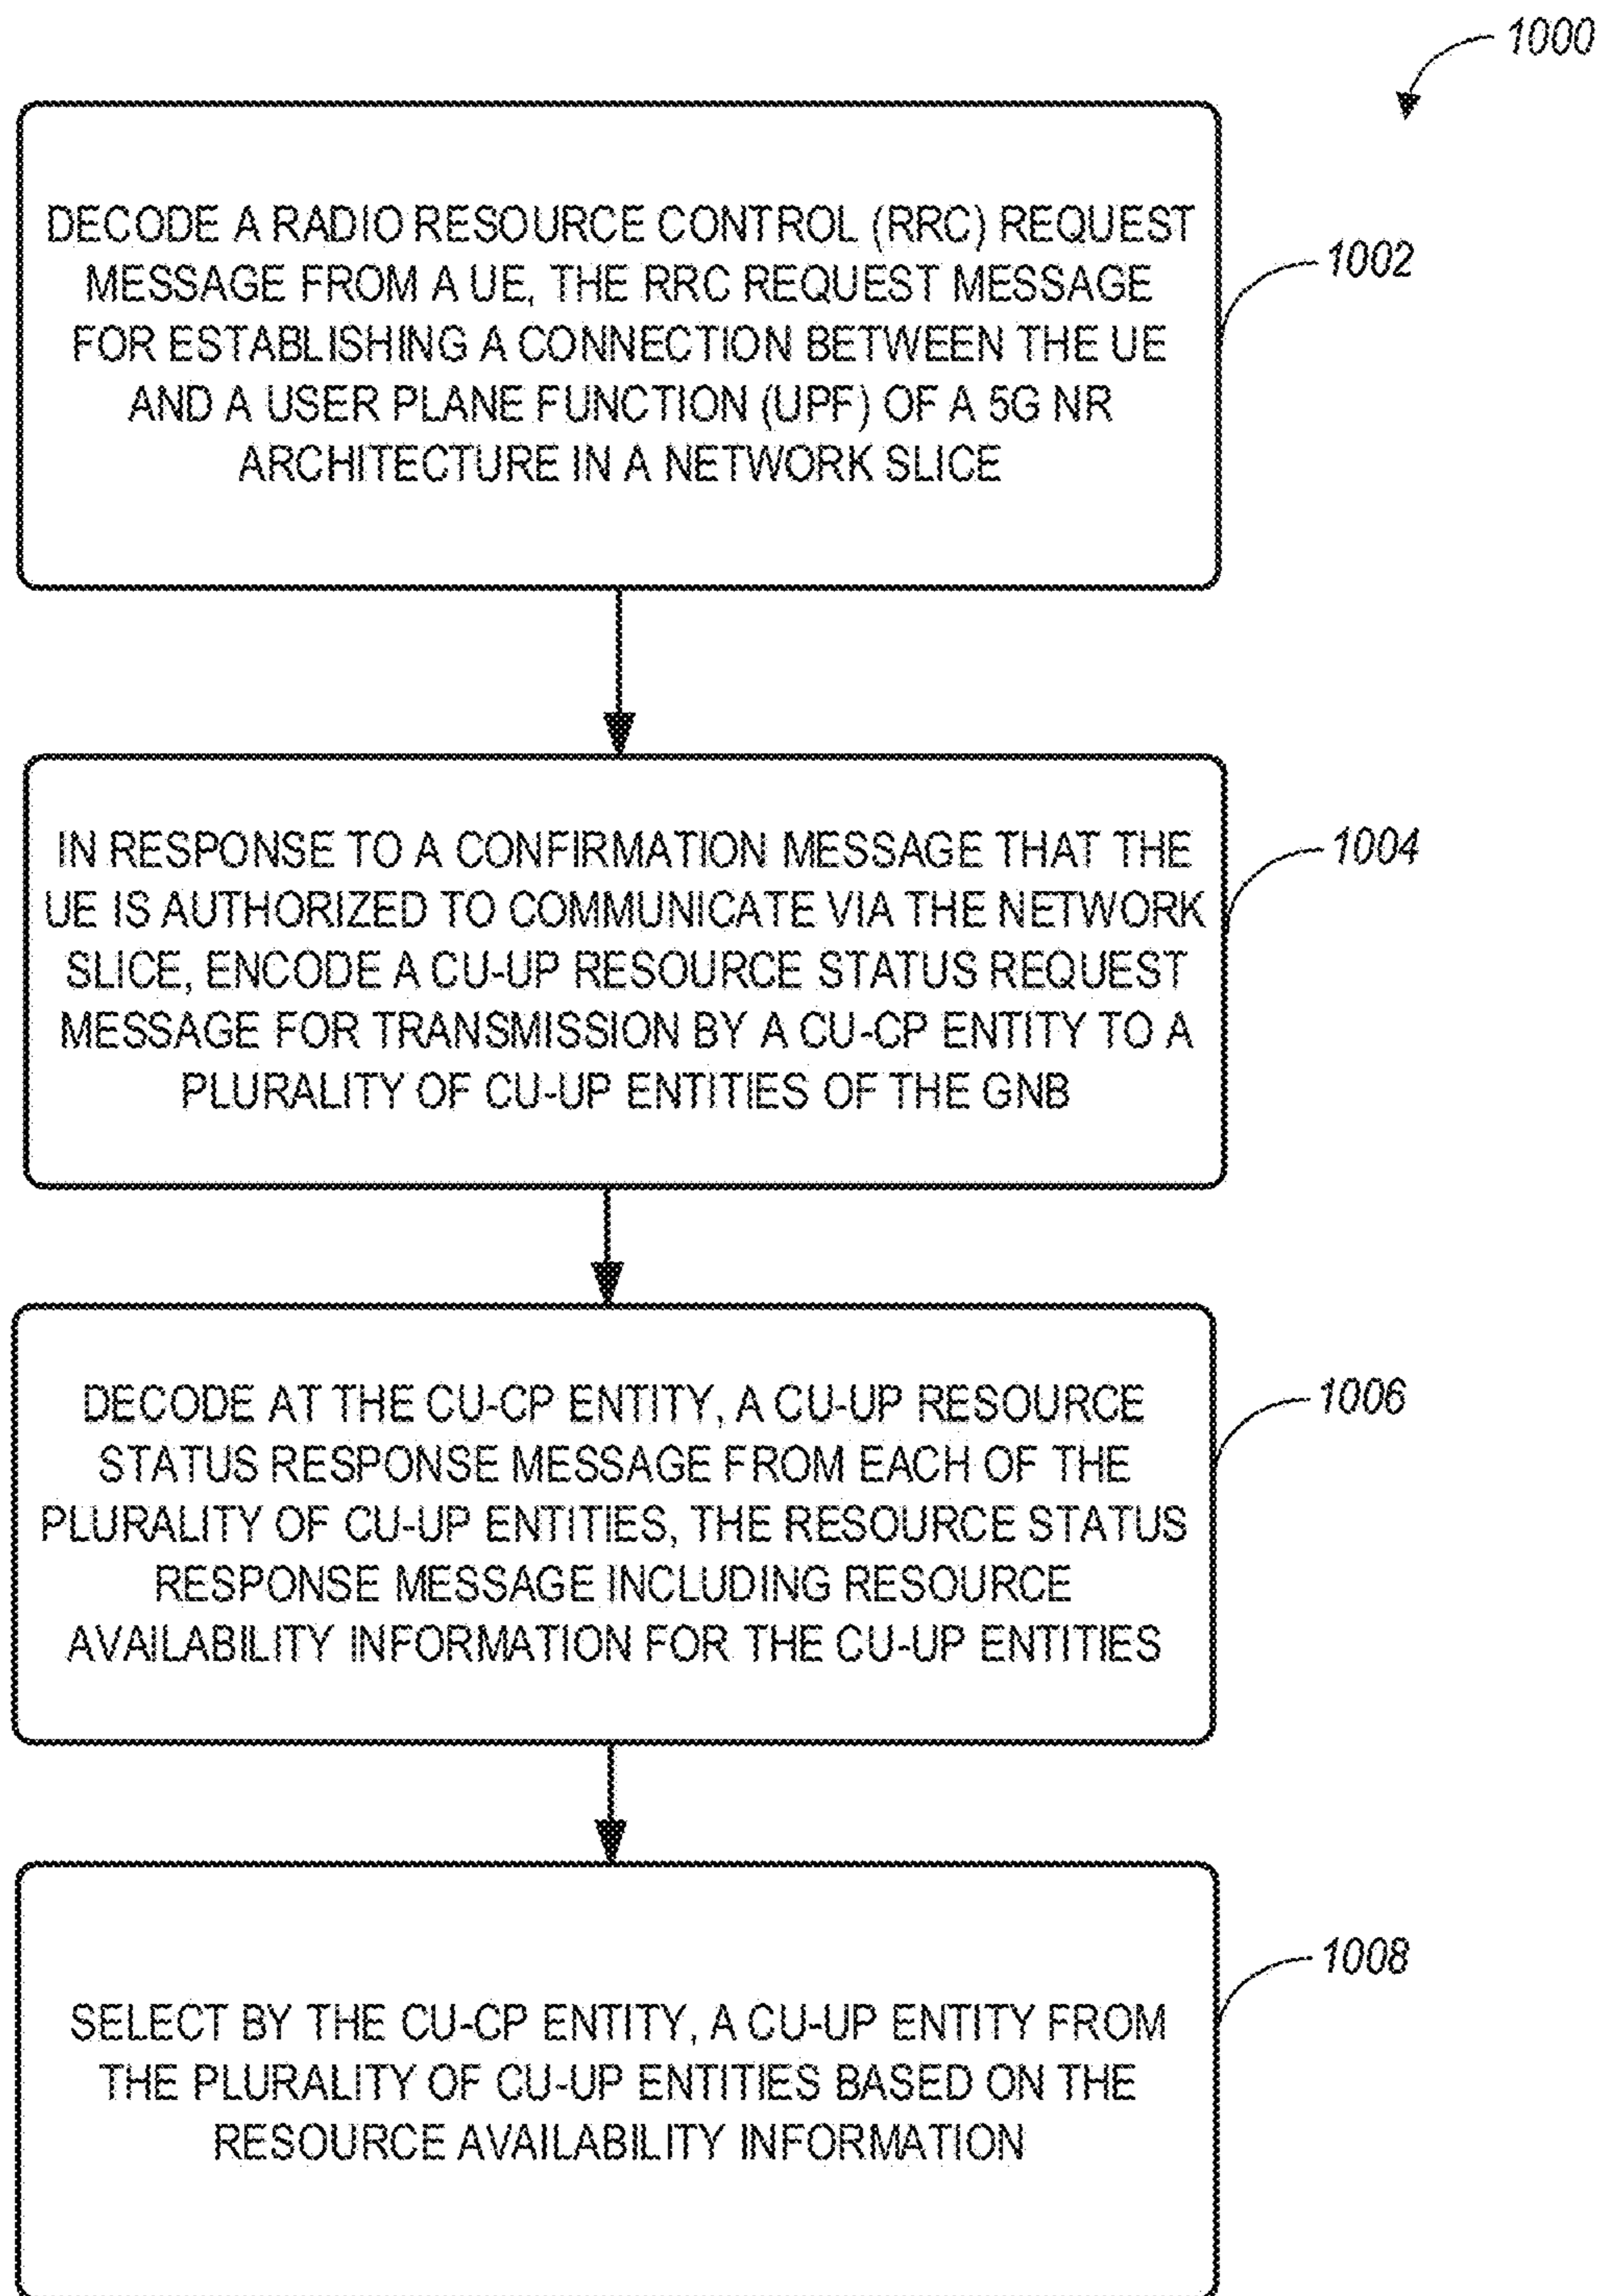 1000
DECODE A RADIO RESOURCE CONTROL (RRC) REQUEST
MESSAGE FROM A UE, THE RRC REQUEST MESSAGE
FOR ESTABLISHING A CONNECTION BETWEEN THE UE
AND A USER PLANE FUNCTION (UPF) OF A 5G NR
ARCHITECTURE IN A NETWORK SLICE
1002
IN RESPONSE TO A CONFIRMATION MESSAGE THAT THE
UE IS AUTHORIZED TO COMMUNICATE VIA THE NETWORK
SLICE, ENCODE A CU-UP RESOURCE STATUS REQUEST
MESSAGE FOR TRANSMISSION BY A CU-CP ENTITY TO A
PLURALITY OF CU-UP ENTITIES OF THE GNB
1004
DECODE AT THE CU-CP ENTITY, A CU-UP RESOURCE
STATUS RESPONSE MESSAGE FROM EACH OF THE
PLURALITY OF CU-UP ENTITIES, THE RESOURCE STATUS
RESPONSE MESSAGE INCLUDING RESOURCE
AVAILABILITY INFORMATION FOR THE CU-UP ENTITIES
1006
SELECT BY THE CU-CP ENTITY, A CU-UP ENTITY FROM
THE PLURALITY OF CU-UP ENTITIES BASED ON THE
RESOURCE AVAILABILITY INFORMATION
1008